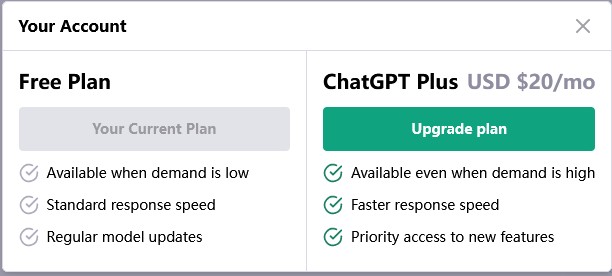 Your Account
Free Plan
Your Current Plan
Available when demand is low
Standard response speed
Regular model updates
ChatGPT Plus USD $20/mo
Upgrade plan
Available even when demand is high
Faster response speed
Priority access to new features